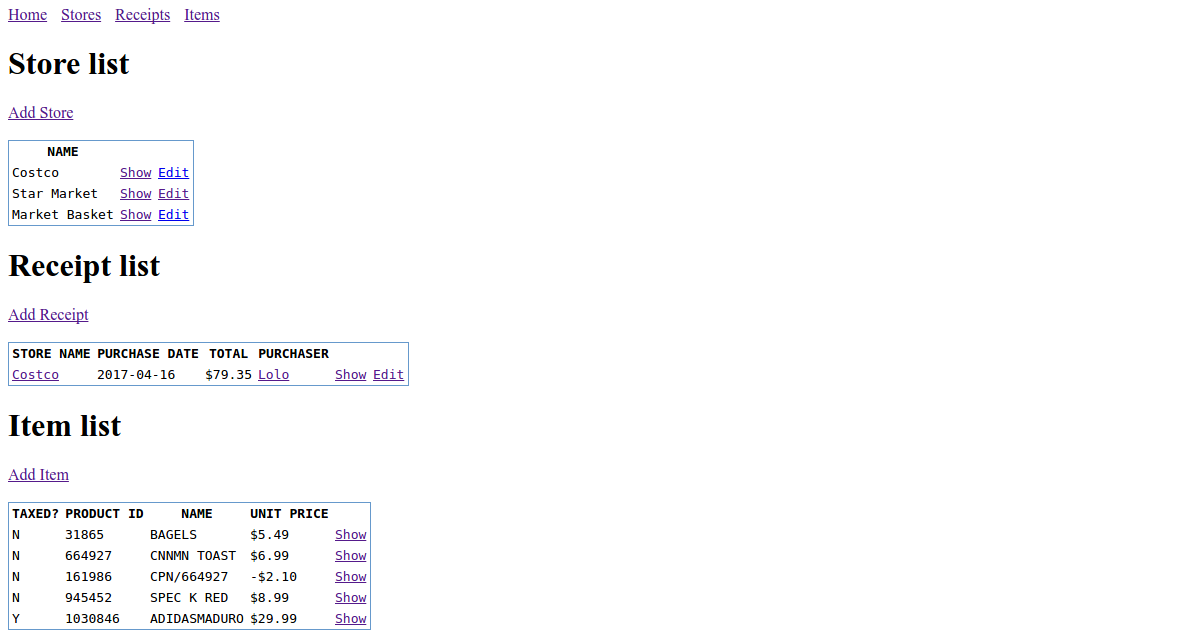 Home Stores Receipts Items
Store list
Add Store
NAME
Costco Show Edit
Star Market Show Edit
Market Basket Show Edit
Receipt list
Add Receipt
STORE NAME PURCHASE DATE TOTAL PURCHASER
Costco 2017-04-16 $79.35 Lolo Show Edit
Item list
Add Item
TAXED? PRODUCT ID NAME UNIT PRICE
N 31865 BAGELS $5.49 Show
N 664927 CNNMN TOAST $6.99 Show
N 161986 CPN/664927 -$2.10 Show
N 945452 SPEC K RED $8.99 Show
Y 1030846 ADIDASMADURO $29.99 Show